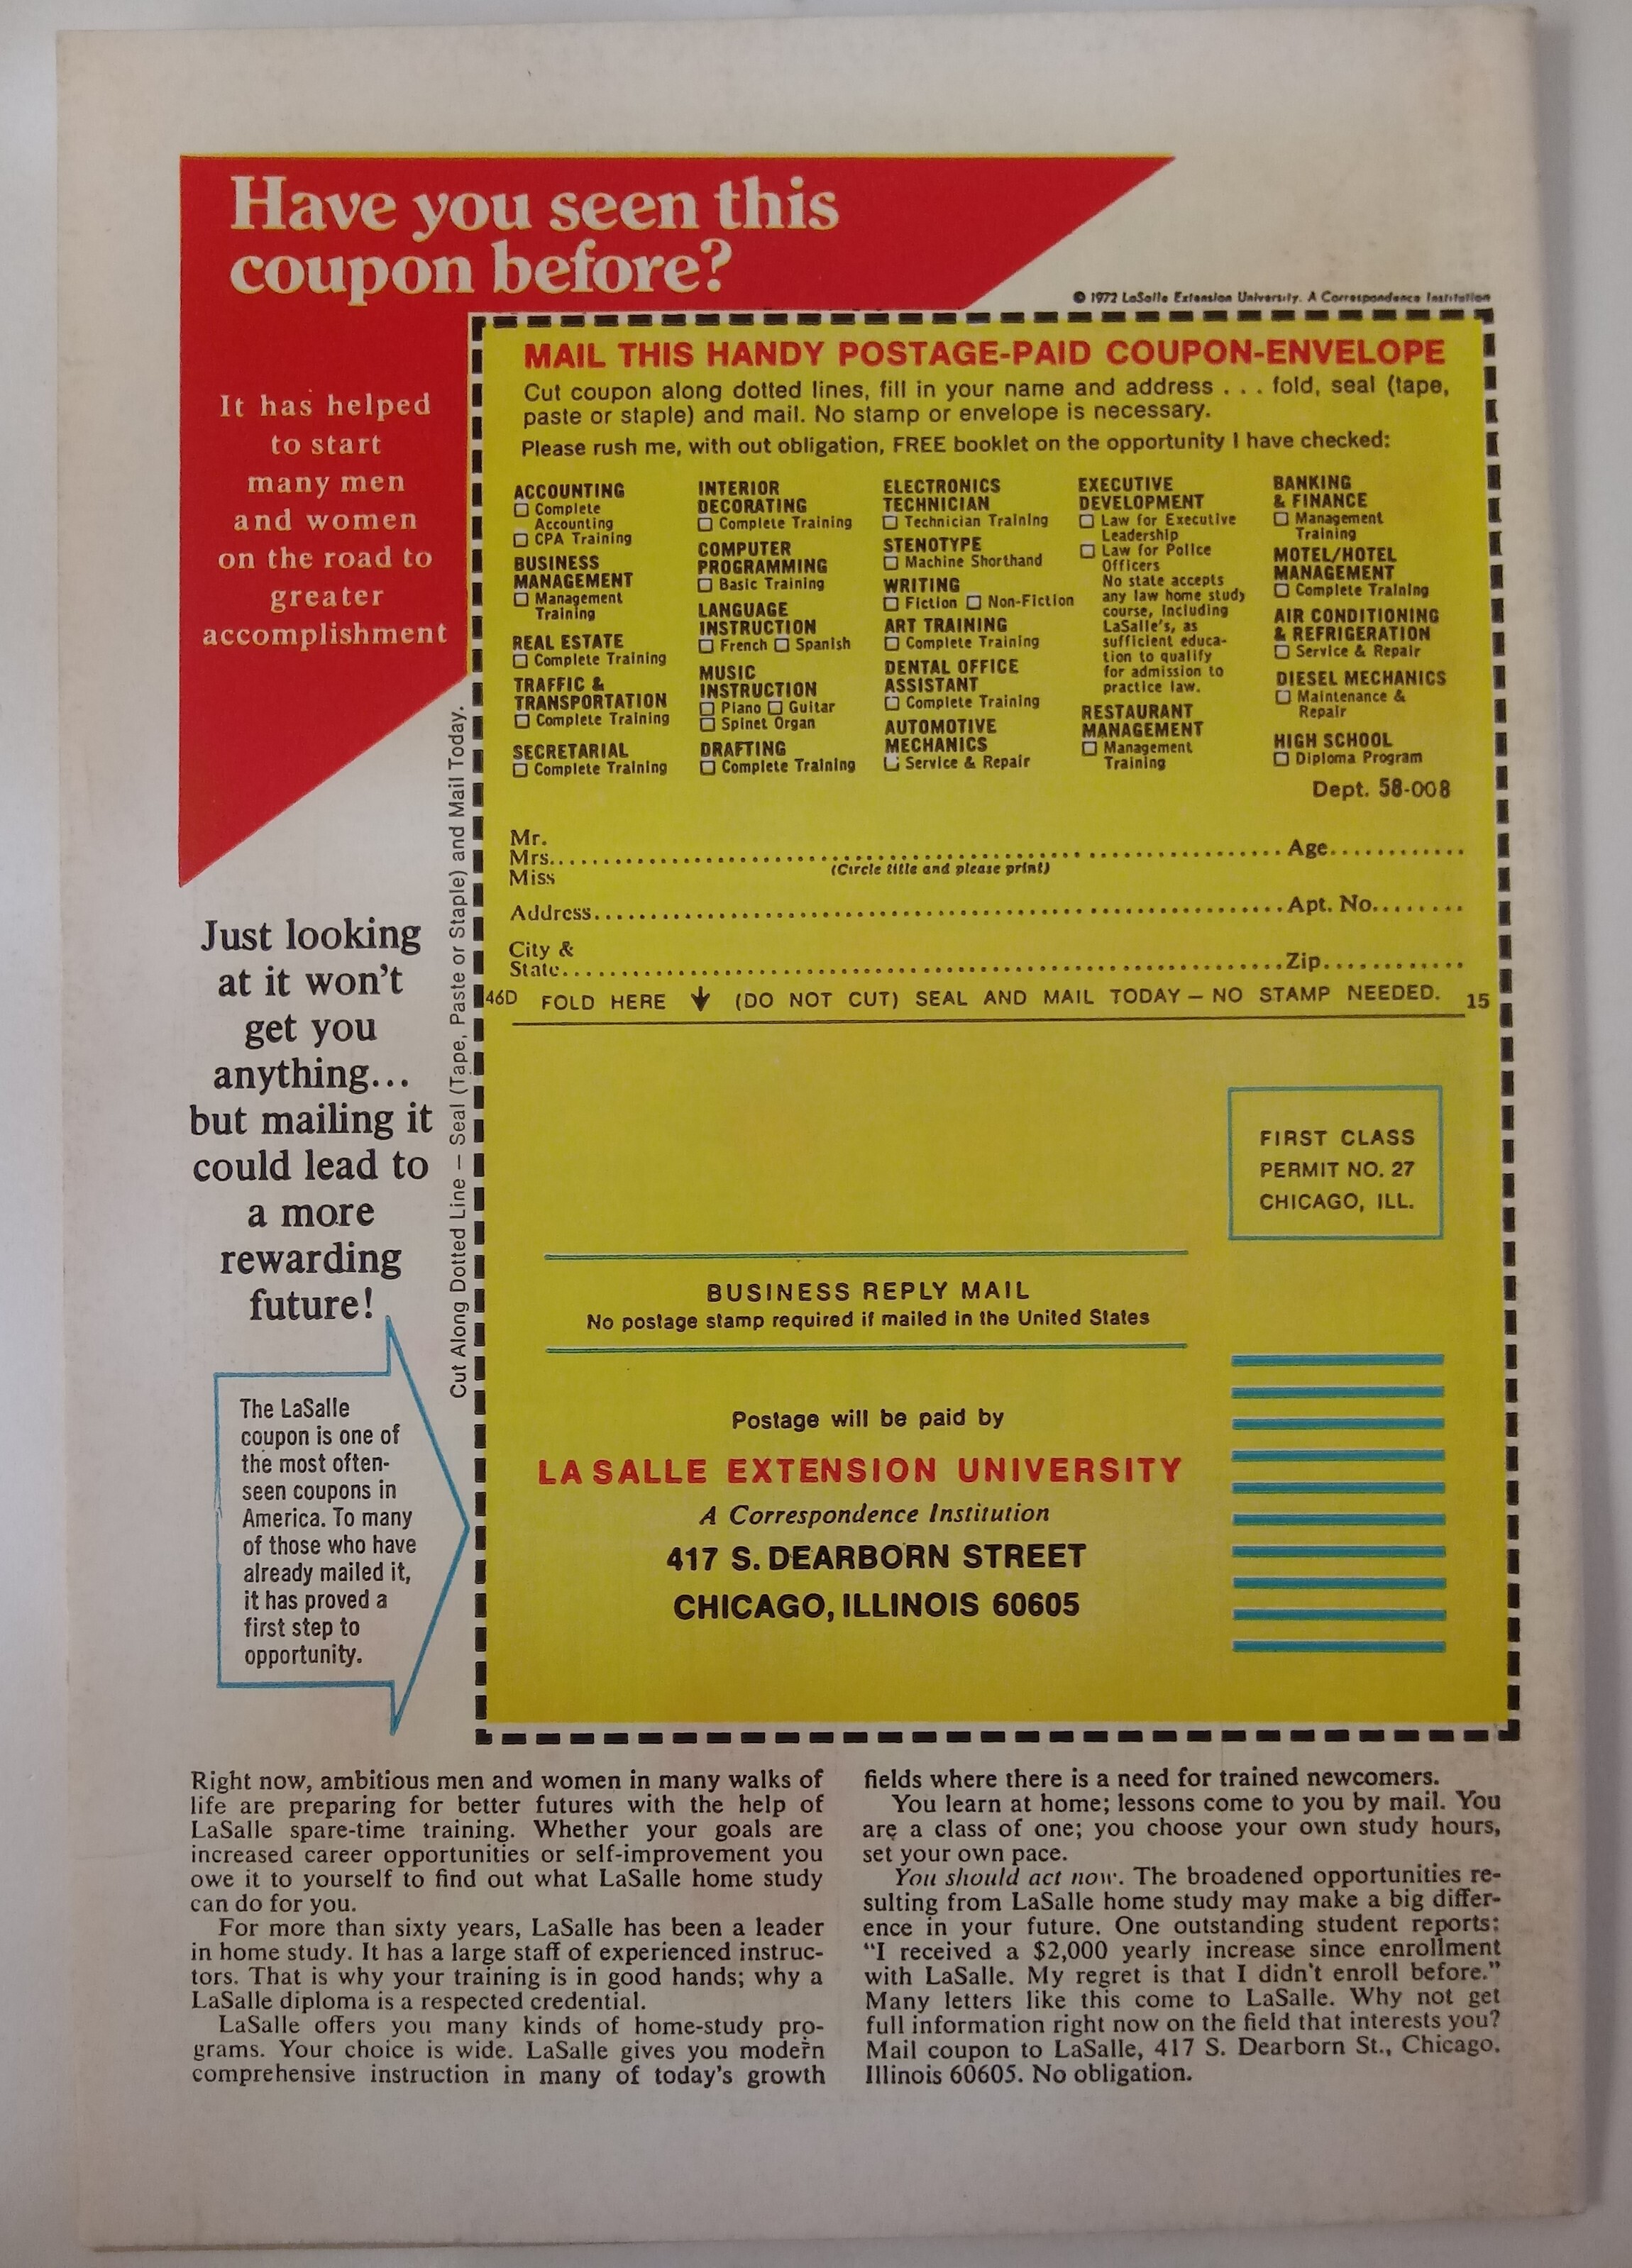 Have you seen this
coupon before?
It has helped
to start
many men
and women
on the road to
greater
accomplishment
Just looking
at it won't
get you
anything...
but mailing it
could lead to
a more
rewarding
future!
The LaSalle
coupon is one of
the most often-
seen coupons in
America. To many
of those who have
already mailed it,
it has proved a
first step to
opportunity.
Cut Along Dotted Line — Seal (Tape, Paste or Staple) and Mail Today.
© 1972 LaSalle Extension University. A Correspondence Institution
MAIL THIS HANDY POSTAGE-PAID COUPON-ENVELOPE
Cut coupon along dotted lines, fill in your name and address . . . fold, seal (tape,
paste or staple) and mail. No stamp or envelope is necessary.
Please rush me, with out obligation, FREE booklet on the opportunity I have checked:
ACCOUNTING
☐ Complete
Accounting
☐ CPA Training
BUSINESS
MANAGEMENT
☐ Management
Training
REAL ESTATE
☐ Complete Training
TRAFFIC &
TRANSPORTATION
☐ Complete Training
SECRETARIAL
☐ Complete Training
INTERIOR
DECORATING
☐ Complete Training
COMPUTER
PROGRAMMING
☐ Basic Training
LANGUAGE
INSTRUCTION
☐ French ☐ Spanish
MUSIC
INSTRUCTION
☐ Piano ☐ Guitar
☐ Spinet Organ
DRAFTING
☐ Complete Training
ELECTRONICS
TECHNICIAN
☐ Technician Training
STENOTYPE
☐ Machine Shorthand
WRITING
☐ Fiction ☐ Non-Fiction
ART TRAINING
☐ Complete Training
DENTAL OFFICE
ASSISTANT
☐ Complete Training
AUTOMOTIVE
MECHANICS
☐ Service & Repair
EXECUTIVE
DEVELOPMENT
☐ Law for Executive
Leadership
☐ Law for Police
Officers
No state accepts
any law home study
course, including
LaSalle's, as
sufficient educa-
tion to qualify
for admission to
practice law.
RESTAURANT
MANAGEMENT
☐ Management
Training
BANKING
& FINANCE
☐ Management
Training
MOTEL/HOTEL
MANAGEMENT
☐ Complete Training
AIR CONDITIONING
& REFRIGERATION
☐ Service & Repair
DIESEL MECHANICS
☐ Maintenance &
Repair
HIGH SCHOOL
☐ Diploma Program
Dept. 58-008
Mr.
Mrs. Age
Miss
(Circle title and please print)
Address Apt. No.
City &
State Zip
46D FOLD HERE ↓ (DO NOT CUT) SEAL AND MAIL TODAY — NO STAMP NEEDED. 15
FIRST CLASS
PERMIT NO. 27
CHICAGO, ILL.
BUSINESS REPLY MAIL
No postage stamp required if mailed in the United States
Postage will be paid by
LA SALLE EXTENSION UNIVERSITY
A Correspondence Institution
417 S. DEARBORN STREET
CHICAGO, ILLINOIS 60605
Right now, ambitious men and women in many walks of
life are preparing for better futures with the help of
LaSalle spare-time training. Whether your goals are
increased career opportunities or self-improvement you
owe it to yourself to find out what LaSalle home study
can do for you.
For more than sixty years, LaSalle has been a leader
in home study. It has a large staff of experienced instruc-
tors. That is why your training is in good hands; why a
LaSalle diploma is a respected credential.
LaSalle offers you many kinds of home-study pro-
grams. Your choice is wide. LaSalle gives you modern
comprehensive instruction in many of today's growth
fields where there is a need for trained newcomers.
You learn at home; lessons come to you by mail. You
are a class of one; you choose your own study hours,
set your own pace.
You should act now. The broadened opportunities re-
sulting from LaSalle home study may make a big differ-
ence in your future. One outstanding student reports:
"I received a $2,000 yearly increase since enrollment
with LaSalle. My regret is that I didn't enroll before."
Many letters like this come to LaSalle. Why not get
full information right now on the field that interests you?
Mail coupon to LaSalle, 417 S. Dearborn St., Chicago.
Illinois 60605. No obligation.